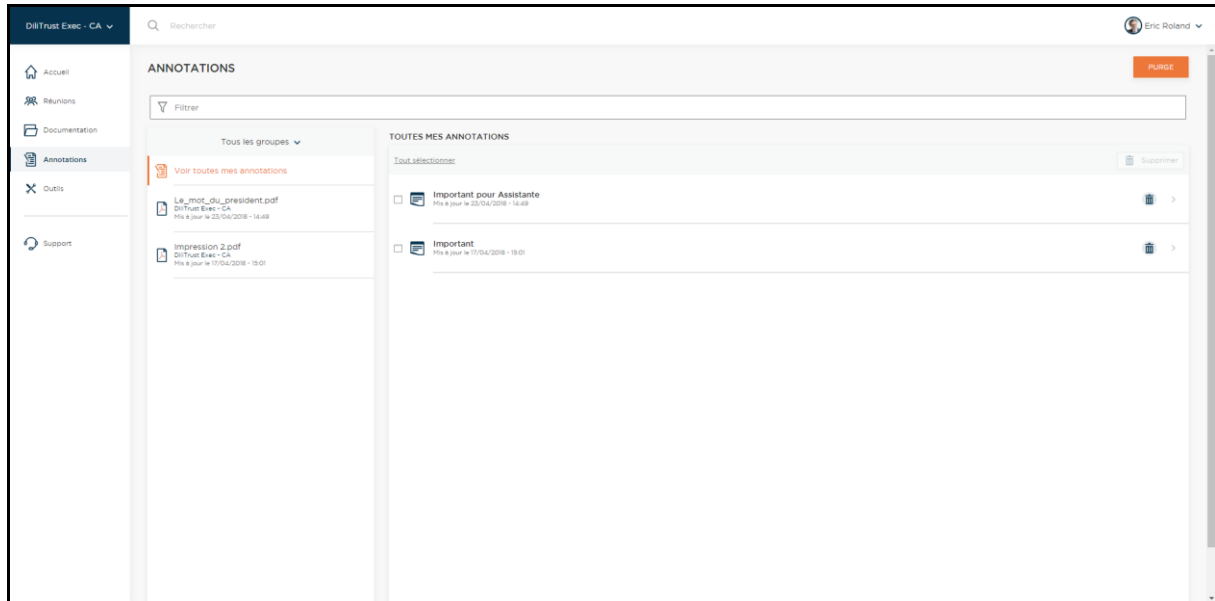 DiliTrust Exec - CA
Rechercher
Eric Roland
Accueil
Réunions
Documentation
Annotations
Outils
Support
ANNOTATIONS
PURGE
Filtrer
Tous les groupes
Voir toutes mes annotations
Le_mot_du_president.pdf
DiliTrust Exec - CA
Mis à jour le 23/04/2018 - 14:49
Impression 2.pdf
DiliTrust Exec - CA
Mis à jour le 17/04/2018 - 15:01
TOUTES MES ANNOTATIONS
Tout sélectionner
Supprimer
Important pour Assistante
Mis à jour le 23/04/2018 - 14:49
Important
Mis à jour le 17/04/2018 - 15:01